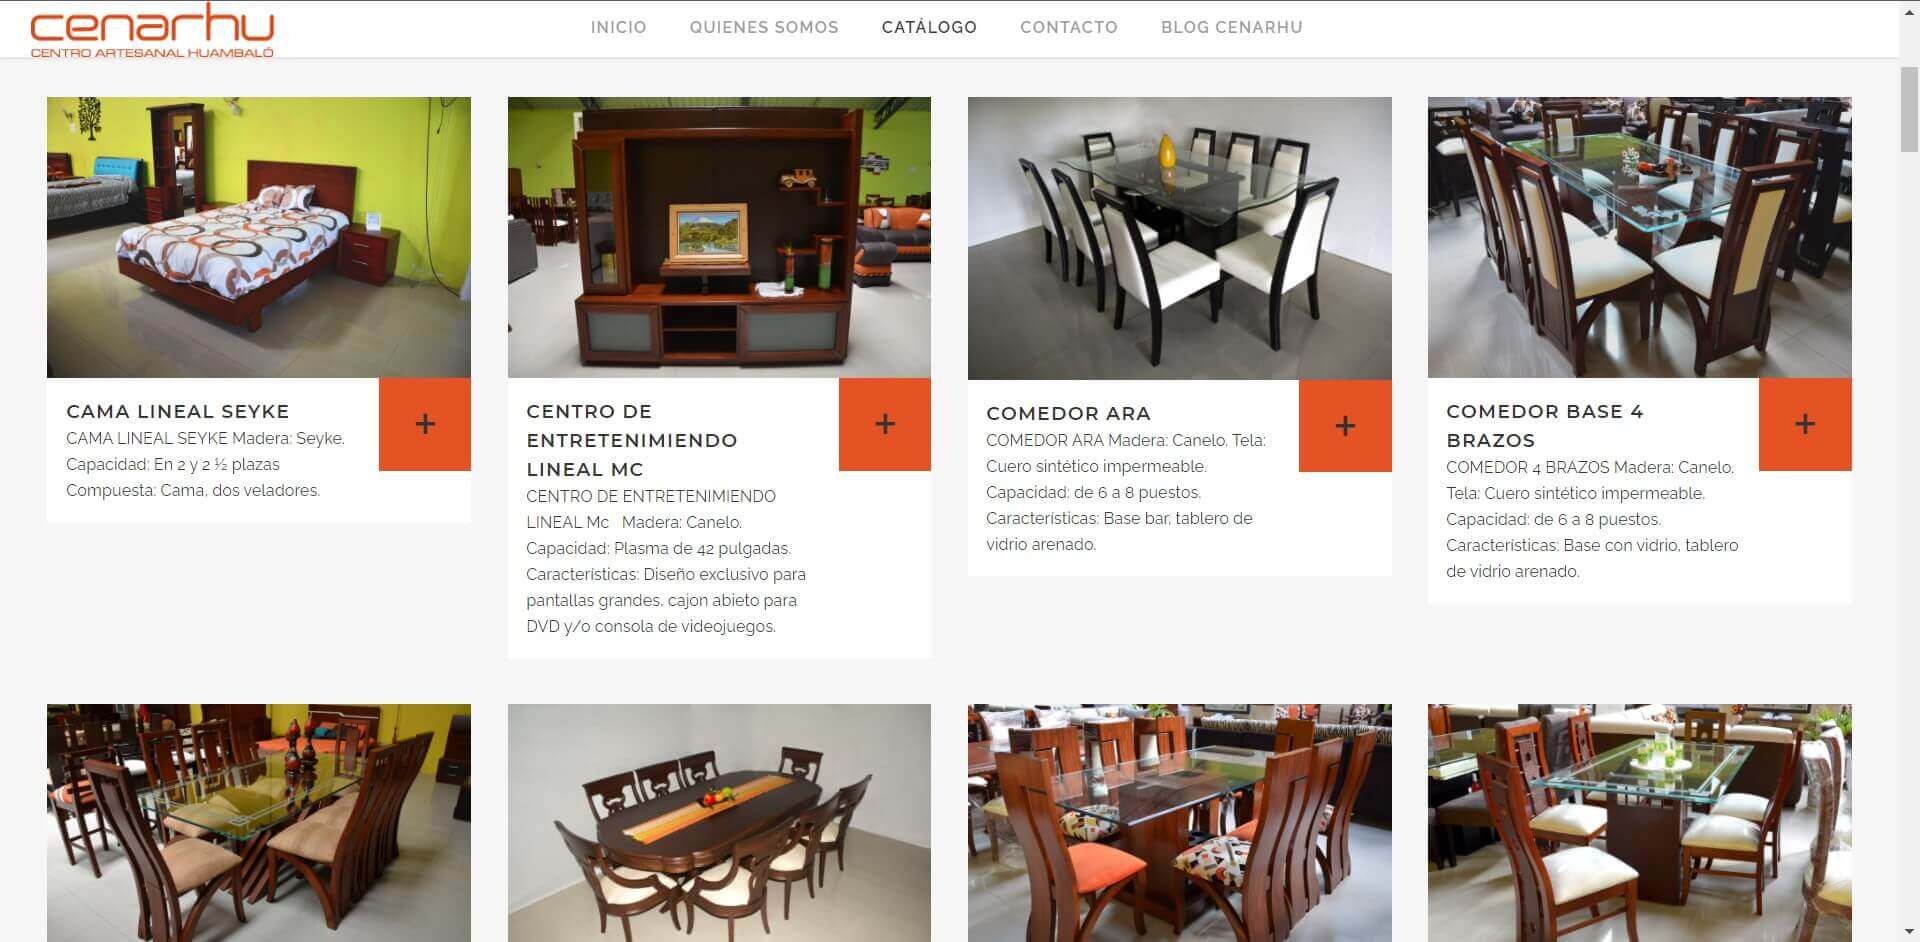 cenarhu
CENTRO ARTESANAL HUAMBALÓ
INICIO
QUIENES SOMOS
CATÁLOGO
CONTACTO
BLOG CENARHU
CAMA LINEAL SEYKE
CAMA LINEAL SEYKE Madera: Seyke.
Capacidad: En 2 y 2 ½ plazas
Compuesta: Cama, dos veladores.
+
CENTRO DE
ENTRETENIMIENDO
LINEAL MC
CENTRO DE ENTRETENIMIENDO
LINEAL Mc   Madera: Canelo.
Capacidad: Plasma de 42 pulgadas.
Características: Diseño exclusivo para
pantallas grandes, cajon abieto para
DVD y/o consola de videojuegos.
+
COMEDOR ARA
COMEDOR ARA Madera: Canelo. Tela:
Cuero sintético impermeable.
Capacidad: de 6 a 8 puestos.
Características: Base bar, tablero de
vidrio arenado.
+
COMEDOR BASE 4
BRAZOS
COMEDOR 4 BRAZOS Madera: Canelo.
Tela: Cuero sintético impermeable.
Capacidad: de 6 a 8 puestos.
Características: Base con vidrio, tablero
de vidrio arenado.
+